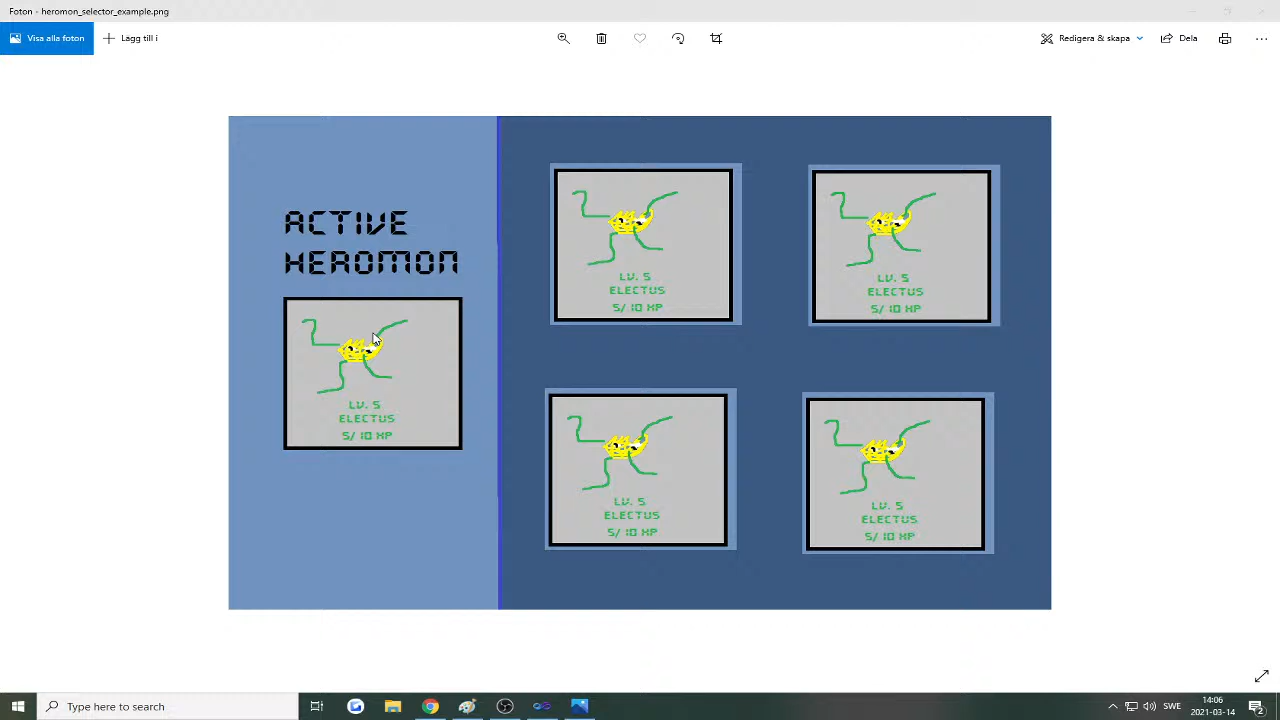 Foton - heromon_selector_example.png
Visa alla foton
Lägg till i
Redigera & skapa
Dela
ACTIVE
HEROMON
LV. 5
ELECTUS
5/ 10 HP
LV. 5
ELECTUS
5/ 10 HP
LV. 5
ELECTUS
5/ 10 HP
LV. 5
ELECTUS
5/ 10 HP
LV. 5
ELECTUS
5/ 10 HP
Type here to search
SWE
14:06
2021-03-14
2